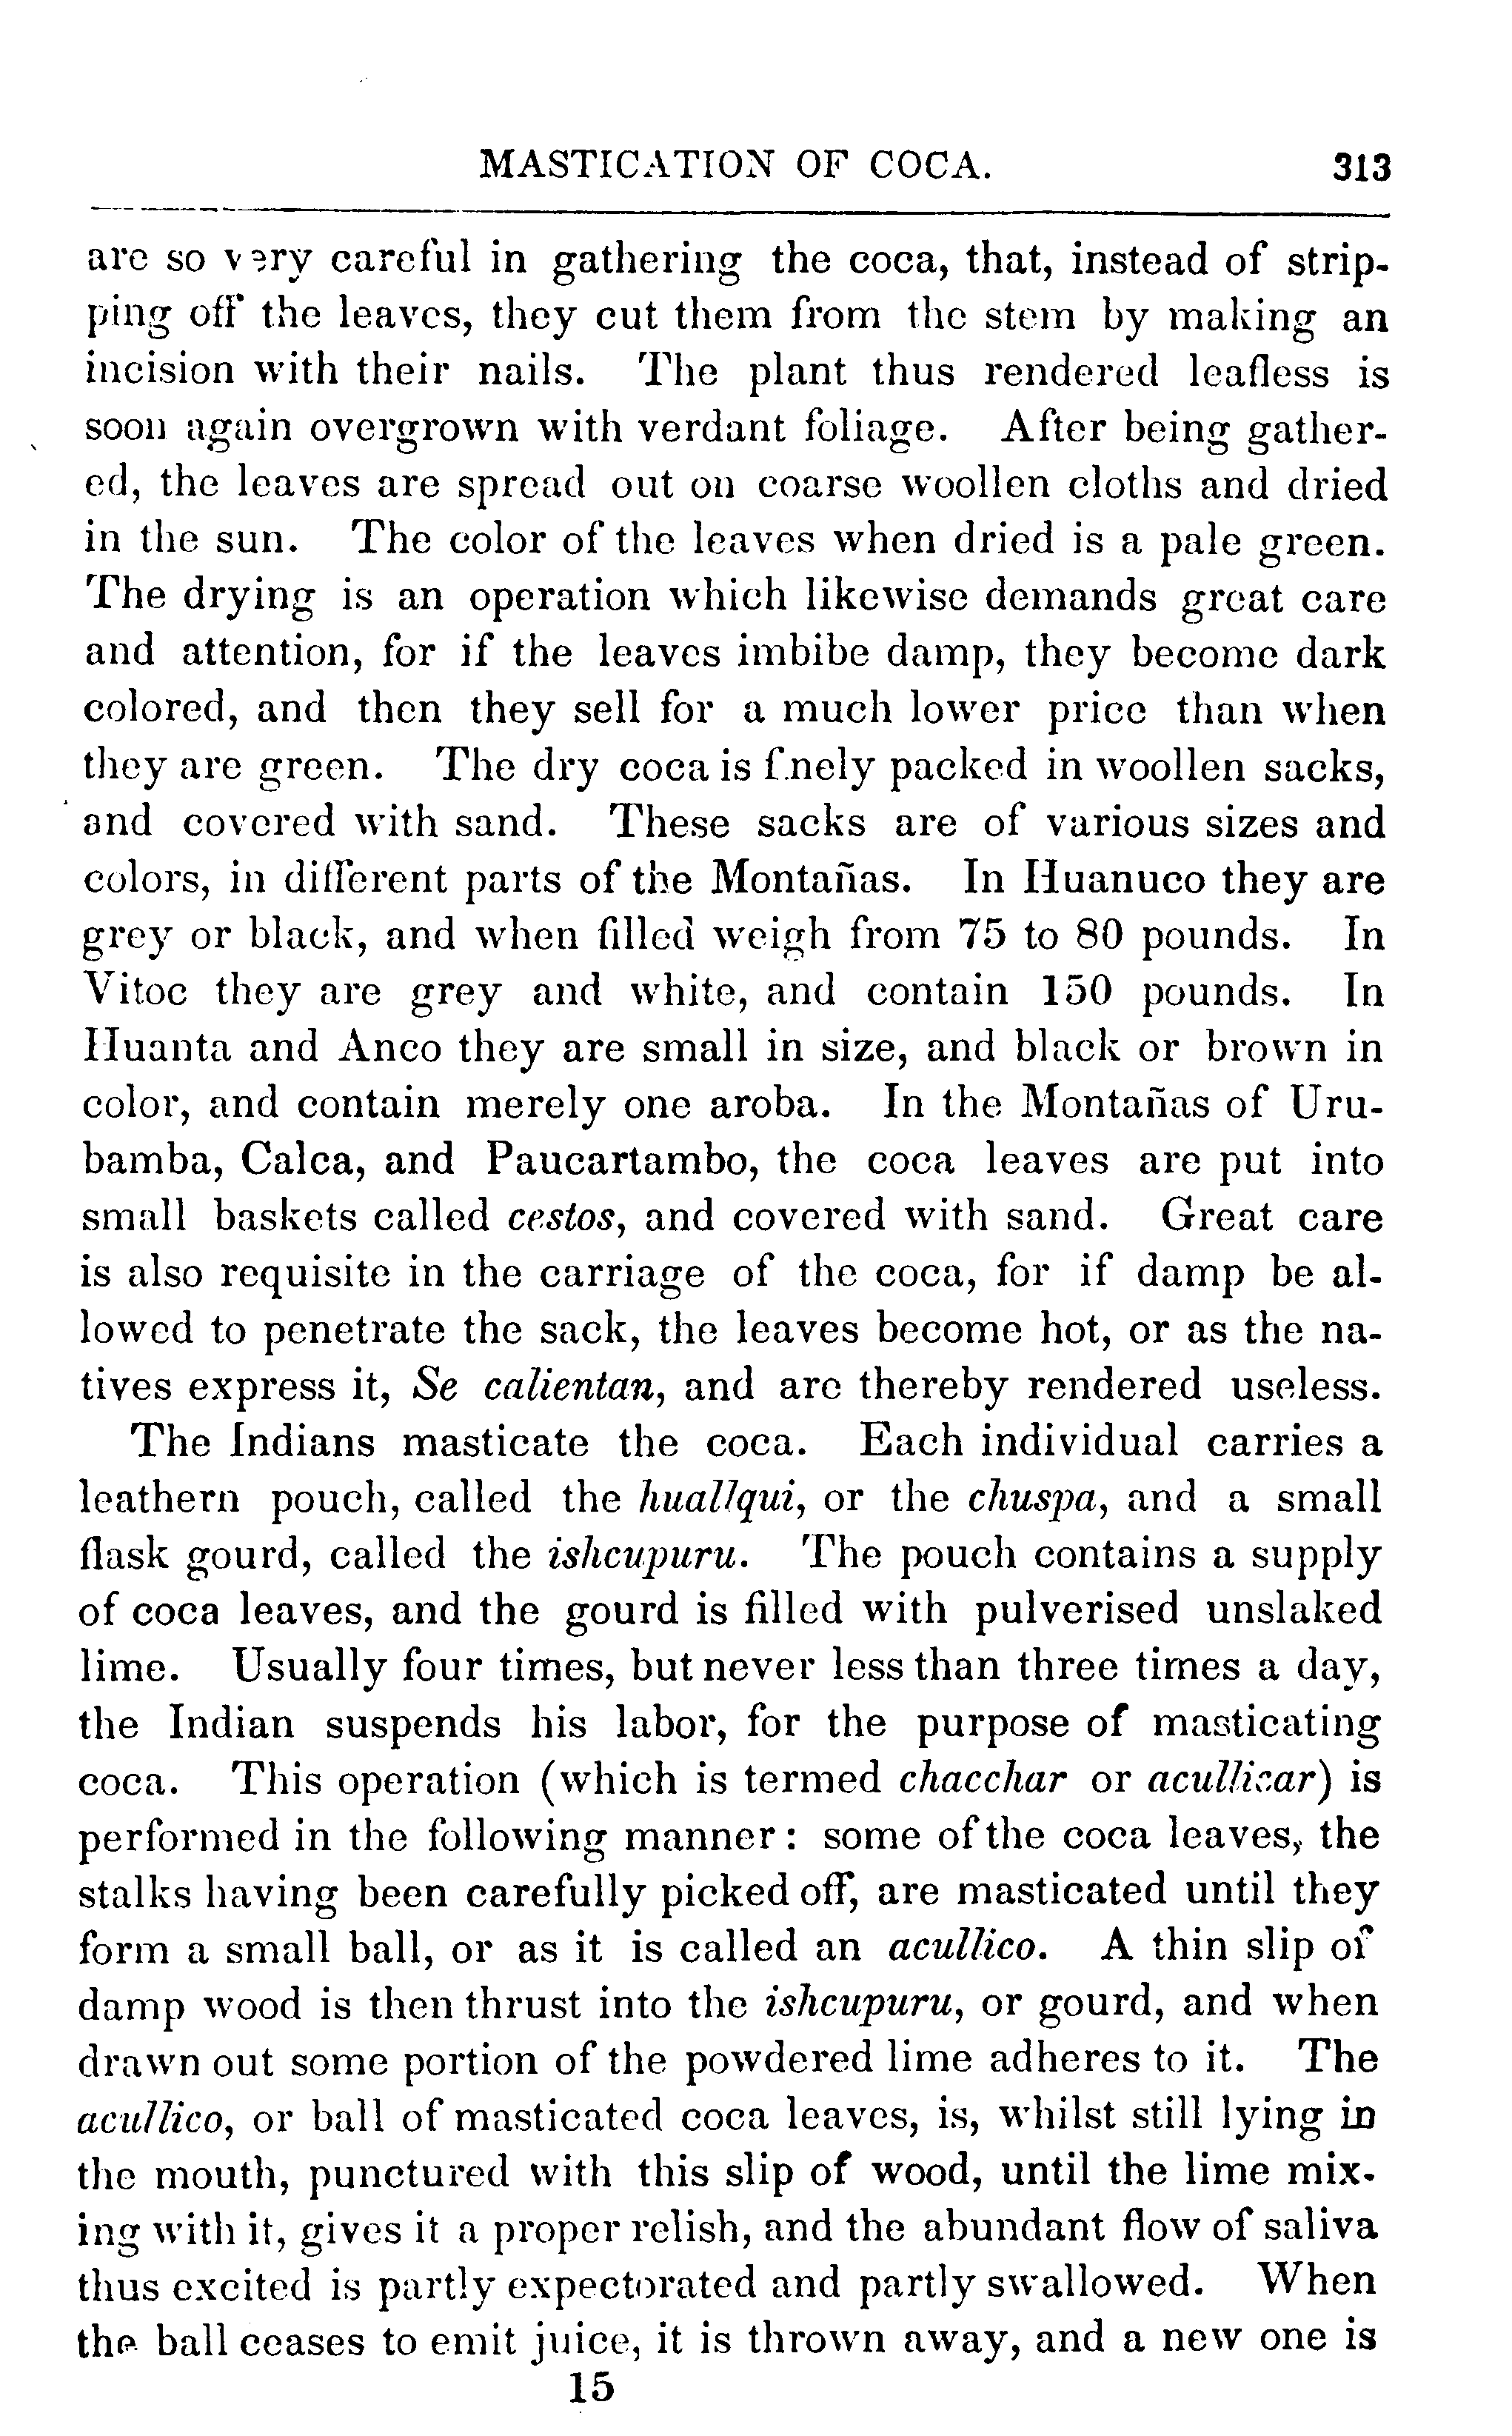 MASTICATION OF COCA. 313
are so very careful in gathering the coca, that, instead of strip-
ping off the leaves, they cut them from the stem by making an
incision with their nails. The plant thus rendered leafless is
soon again overgrown with verdant foliage. After being gather-
ed, the leaves are spread out on coarse woollen cloths and dried
in the sun. The color of the leaves when dried is a pale green.
The drying is an operation which likewise demands great care
and attention, for if the leaves imbibe damp, they become dark
colored, and then they sell for a much lower price than when
they are green. The dry coca is finely packed in woollen sacks,
and covered with sand. These sacks are of various sizes and
colors, in different parts of the Montañas. In Huanuco they are
grey or black, and when filled weigh from 75 to 80 pounds. In
Vitoc they are grey and white, and contain 150 pounds. In
Huanta and Anco they are small in size, and black or brown in
color, and contain merely one aroba. In the Montañas of Uru-
bamba, Calca, and Paucartambo, the coca leaves are put into
small baskets called cestos, and covered with sand. Great care
is also requisite in the carriage of the coca, for if damp be al-
lowed to penetrate the sack, the leaves become hot, or as the na-
tives express it, Se calientan, and are thereby rendered useless.
The Indians masticate the coca. Each individual carries a
leathern pouch, called the huallqui, or the chuspa, and a small
flask gourd, called the ishcupuru. The pouch contains a supply
of coca leaves, and the gourd is filled with pulverised unslaked
lime. Usually four times, but never less than three times a day,
the Indian suspends his labor, for the purpose of masticating
coca. This operation (which is termed chacchar or acullicar) is
performed in the following manner: some of the coca leaves, the
stalks having been carefully picked off, are masticated until they
form a small ball, or as it is called an acullico. A thin slip of
damp wood is then thrust into the ishcupuru, or gourd, and when
drawn out some portion of the powdered lime adheres to it. The
acullico, or ball of masticated coca leaves, is, whilst still lying in
the mouth, punctured with this slip of wood, until the lime mix-
ing with it, gives it a proper relish, and the abundant flow of saliva
thus excited is partly expectorated and partly swallowed. When
the ball ceases to emit juice, it is thrown away, and a new one is
15